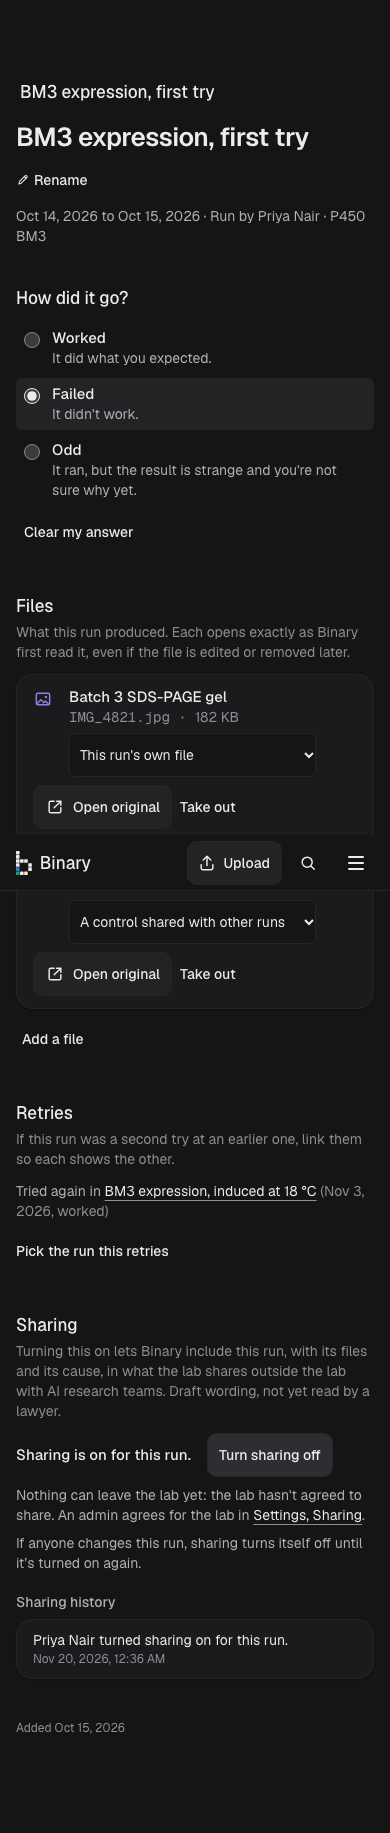 BM3 expression, first try
BM3 expression, first try
Rename
Oct 14, 2026 to Oct 15, 2026 · Run by Priya Nair · P450
BM3
How did it go?
Worked
It did what you expected.
Failed
It didn't work.
Odd
It ran, but the result is strange and you're not
sure why yet.
Clear my answer
Files
What this run produced. Each opens exactly as Binary
first read it, even if the file is edited or removed later.
Batch 3 SDS-PAGE gel
IMG_4821.jpg · 182 KB
This run's own file
Open original Take out
Binary Upload
A control shared with other runs
Open original Take out
Add a file
Retries
If this run was a second try at an earlier one, link them
so each shows the other.
Tried again in BM3 expression, induced at 18 °C (Nov 3,
2026, worked)
Pick the run this retries
Sharing
Turning this on lets Binary include this run, with its files
and its cause, in what the lab shares outside the lab
with AI research teams. Draft wording, not yet read by a
lawyer.
Sharing is on for this run. Turn sharing off
Nothing can leave the lab yet: the lab hasn't agreed to
share. An admin agrees for the lab in Settings, Sharing.
If anyone changes this run, sharing turns itself off until
it's turned on again.
Sharing history
Priya Nair turned sharing on for this run.
Nov 20, 2026, 12:36 AM
Added Oct 15, 2026